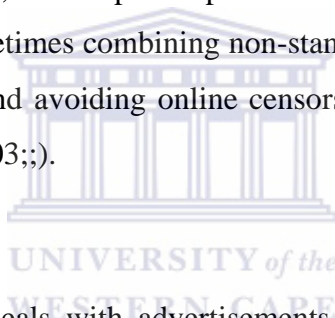 etimes combining non-stan
nd avoiding online censors
03;;).
UNIVERSITY of the
eals with advertisements
WESTERN CAPE